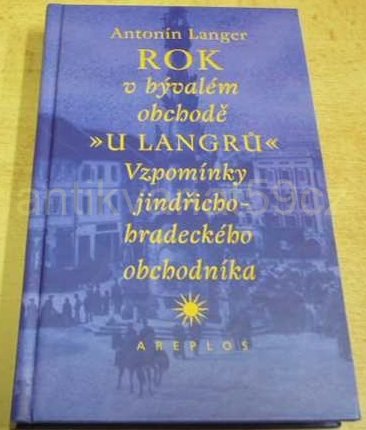 Antonín Langer
ROK
v bývalém
obchodě
»U LANGRŮ«
Vzpomínky
jindřicho-
hradeckého
obchodníka
AREPLOS